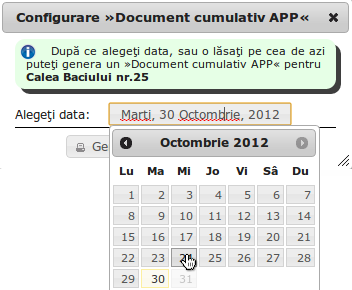 Configurare »Document cumulativ APP«
După ce alegeţi data, sau o lăsaţi pe cea de azi
puteţi genera un »Document cumulativ APP« pentru
Calea Baciului nr.25
Alegeţi data: Marti, 30 Octombrie, 2012
Ge
Octombrie 2012
Lu Ma Mi Jo Vi Sâ Du
1 2 3 4 5 6 7
8 9 10 11 12 13 14
15 16 17 18 19 20 21
22 23 24 25 26 27 28
29 30 31